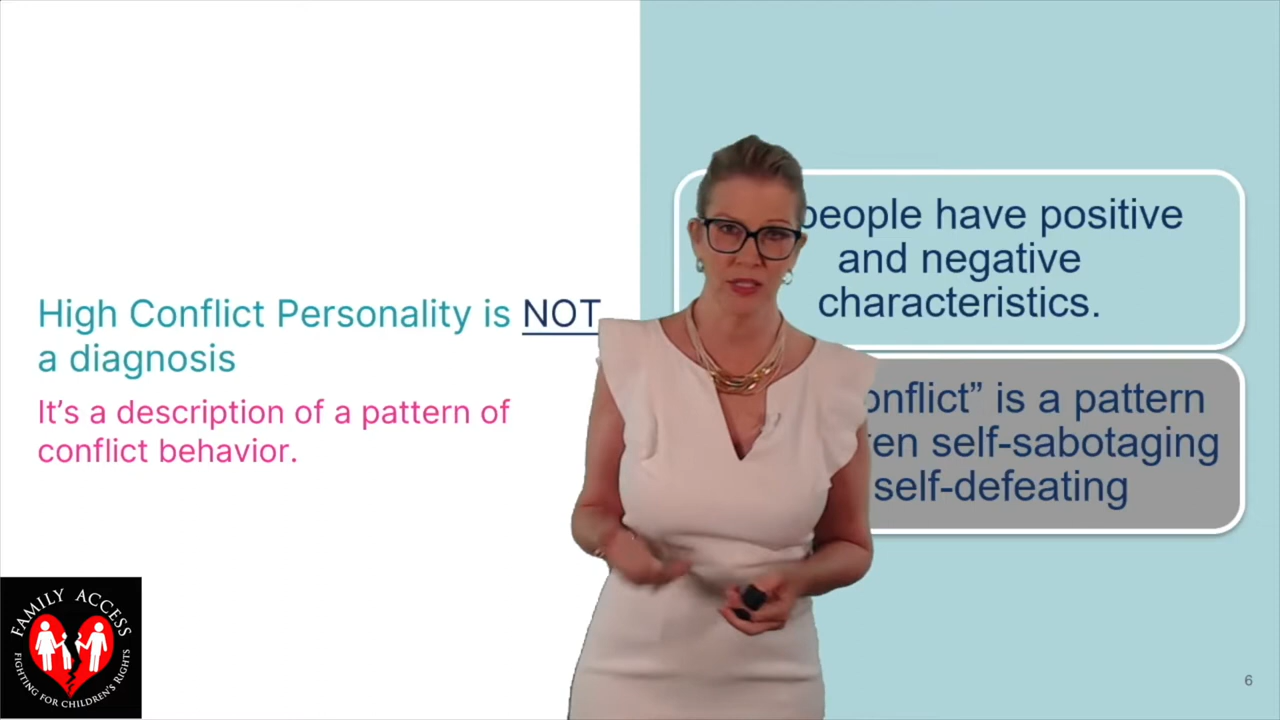 High Conflict Personality is NOT
a diagnosis
It’s a description of a pattern of
conflict behavior.
people have positive
and negative
characteristics.
onflict” is a pattern
en self-sabotaging
self-defeating
FAMILY ACCESS
FIGHTING FOR CHILDREN'S RIGHTS
6